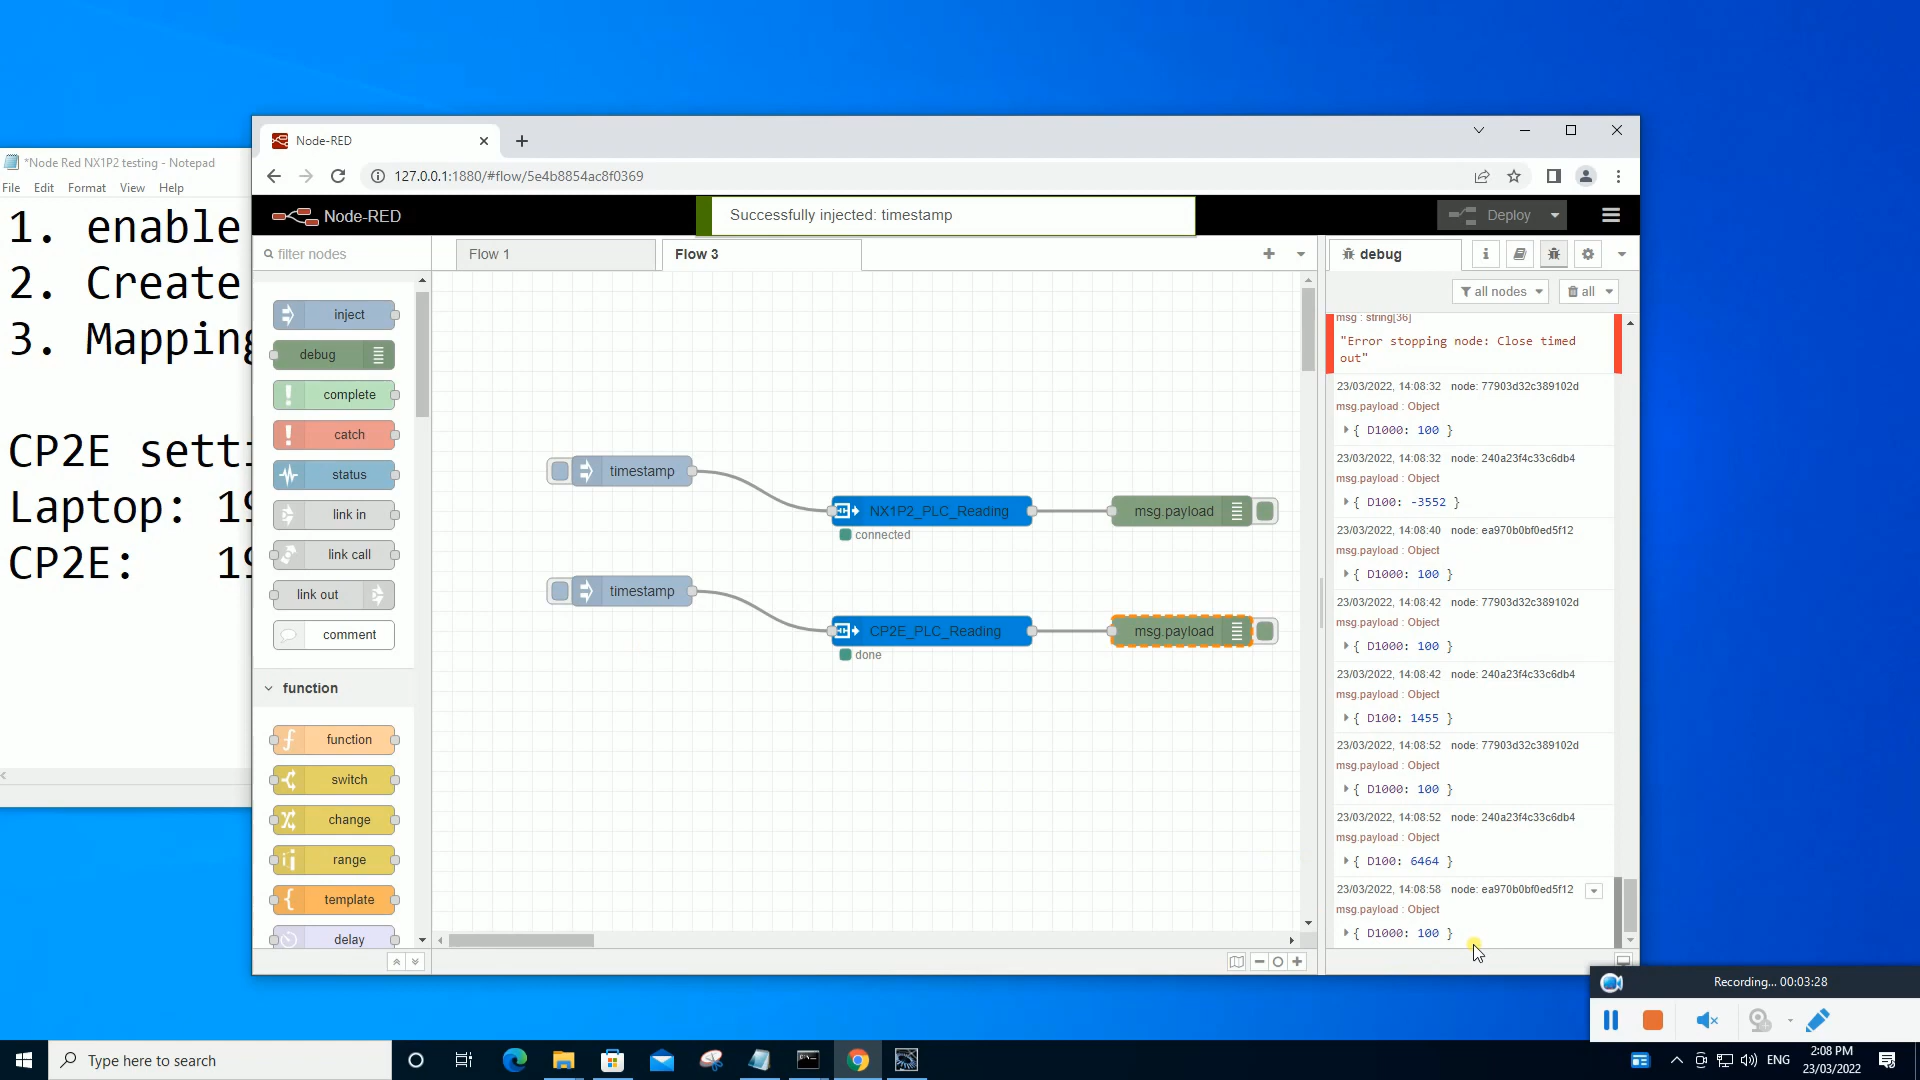 *Node Red NX1P2 testing - Notepad
File Edit Format View Help
1. enable
2. Create
3. Mapping
CP2E setti
Laptop: 19
CP2E: 19
Node-RED
127.0.0.1:1880/#flow/5e4b8854ac8f0369
Node-RED
Successfully injected: timestamp
Deploy
filter nodes
Flow 1
Flow 3
debug
all nodes
all
inject
debug
complete
catch
status
link in
link call
link out
comment
function
function
switch
change
range
template
delay
timestamp
NX1P2_PLC_Reading
connected
msg.payload
timestamp
CP2E_PLC_Reading
done
msg.payload
msg : string[36]
"Error stopping node: Close timed
out"
23/03/2022, 14:08:32 node: 77903d32c389102d
msg.payload : Object
{ D1000: 100 }
23/03/2022, 14:08:32 node: 240a23f4c33c6db4
msg.payload : Object
{ D100: -3552 }
23/03/2022, 14:08:40 node: ea970b0bf0ed5f12
msg.payload : Object
{ D1000: 100 }
23/03/2022, 14:08:42 node: 77903d32c389102d
msg.payload : Object
{ D1000: 100 }
23/03/2022, 14:08:42 node: 240a23f4c33c6db4
msg.payload : Object
{ D100: 1455 }
23/03/2022, 14:08:52 node: 77903d32c389102d
msg.payload : Object
{ D1000: 100 }
23/03/2022, 14:08:52 node: 240a23f4c33c6db4
msg.payload : Object
{ D100: 6464 }
23/03/2022, 14:08:58 node: ea970b0bf0ed5f12
msg.payload : Object
{ D1000: 100 }
Recording... 00:03:28
Type here to search
ENG
2:08 PM
23/03/2022